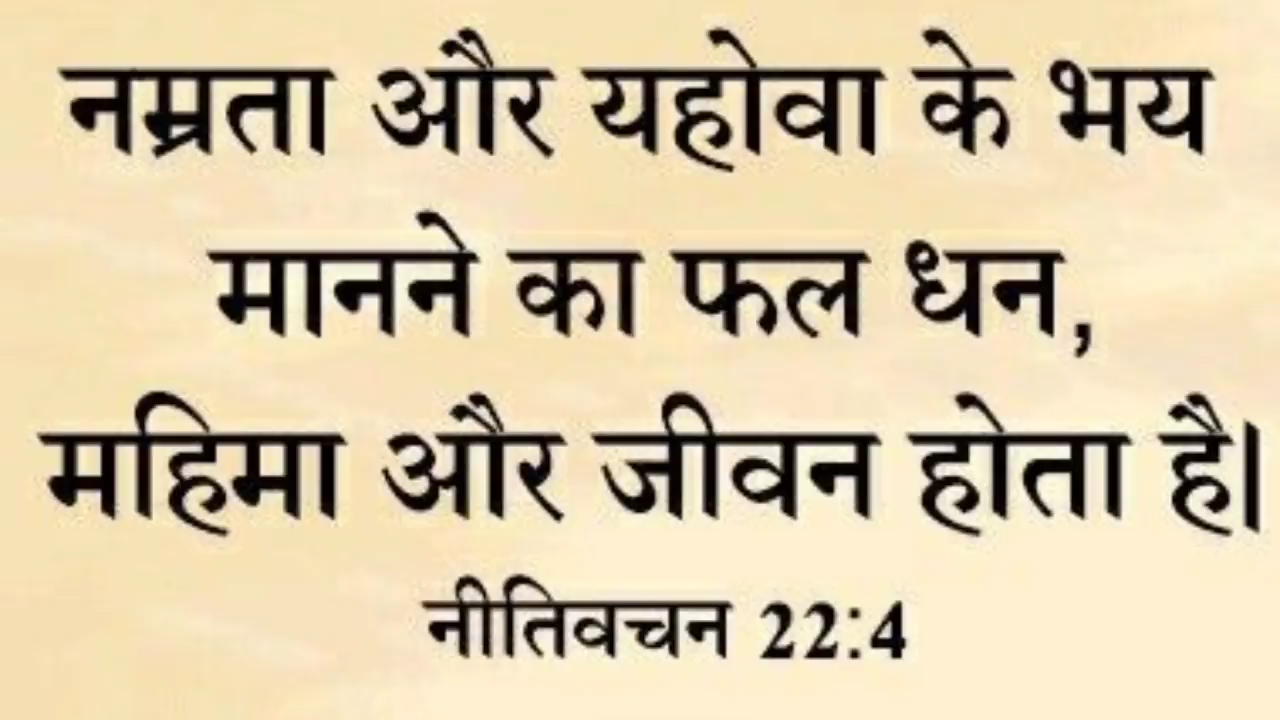 नम्रता और यहोवा के भय
मानने का फल धन,
महिमा और जीवन होता है।
नीतिवचन 22:4